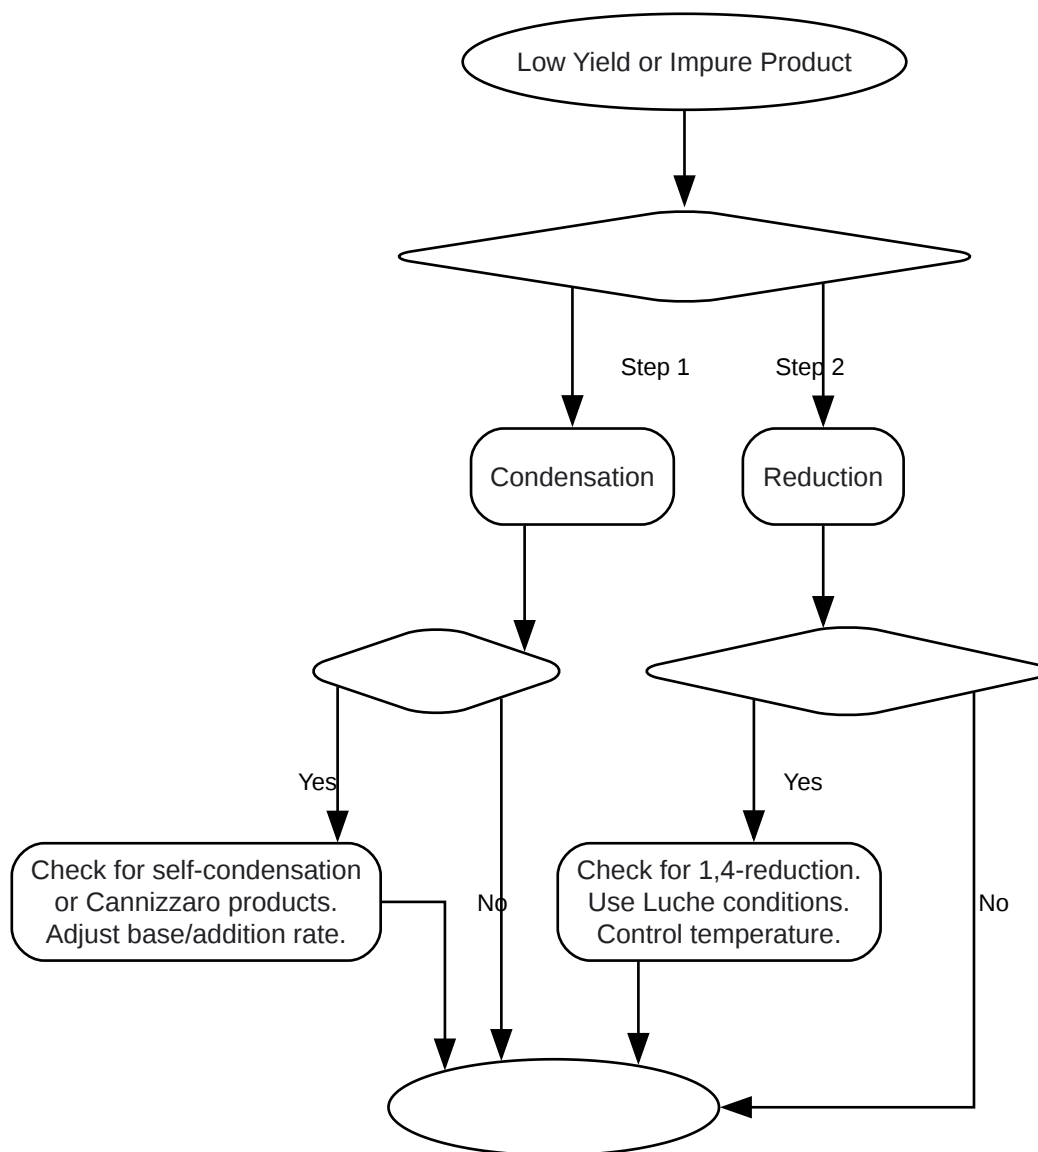 Low Yield or Impure Product
Step 1
Step 2
Condensation
Reduction
Yes
Yes
Check for self-condensation
or Cannizzaro products.
Adjust base/addition rate.
No
Check for 1,4-reduction.
Use Luche conditions.
Control temperature.
No